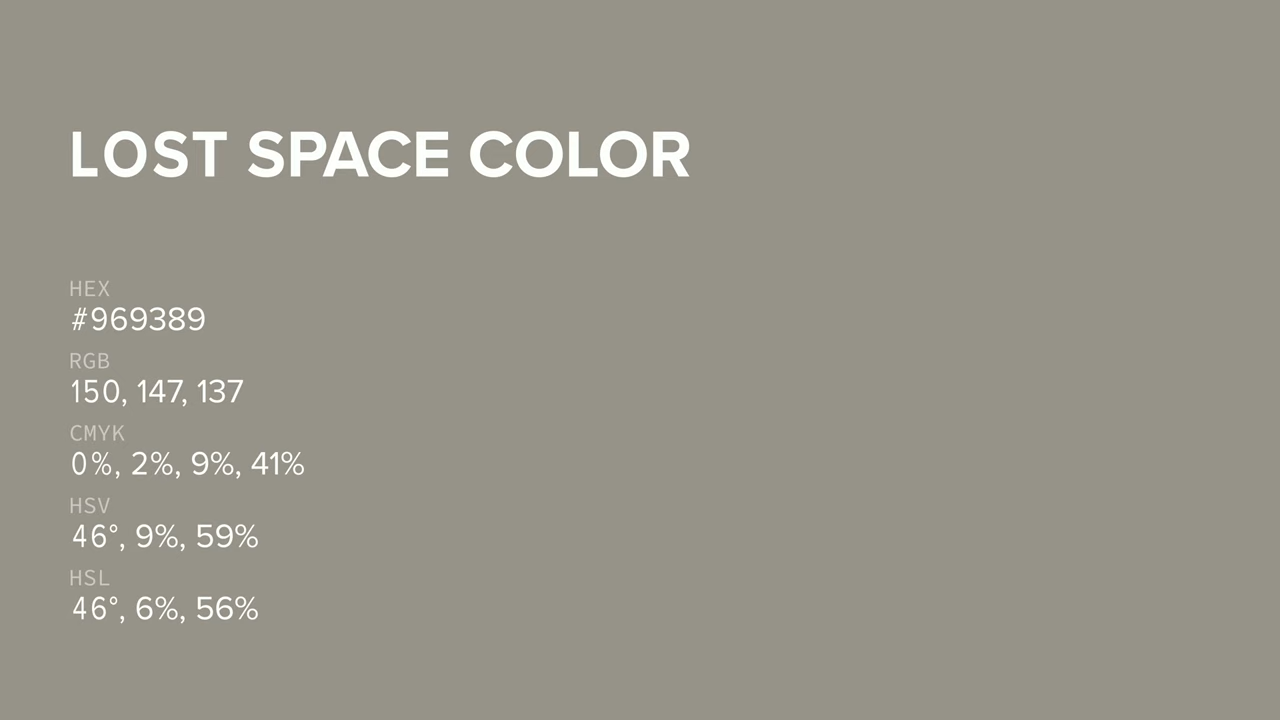 LOST SPACE COLOR
HEX
#969389
RGB
150, 147, 137
CMYK
0%, 2%, 9%, 41%
HSV
46°, 9%, 59%
HSL
46°, 6%, 56%